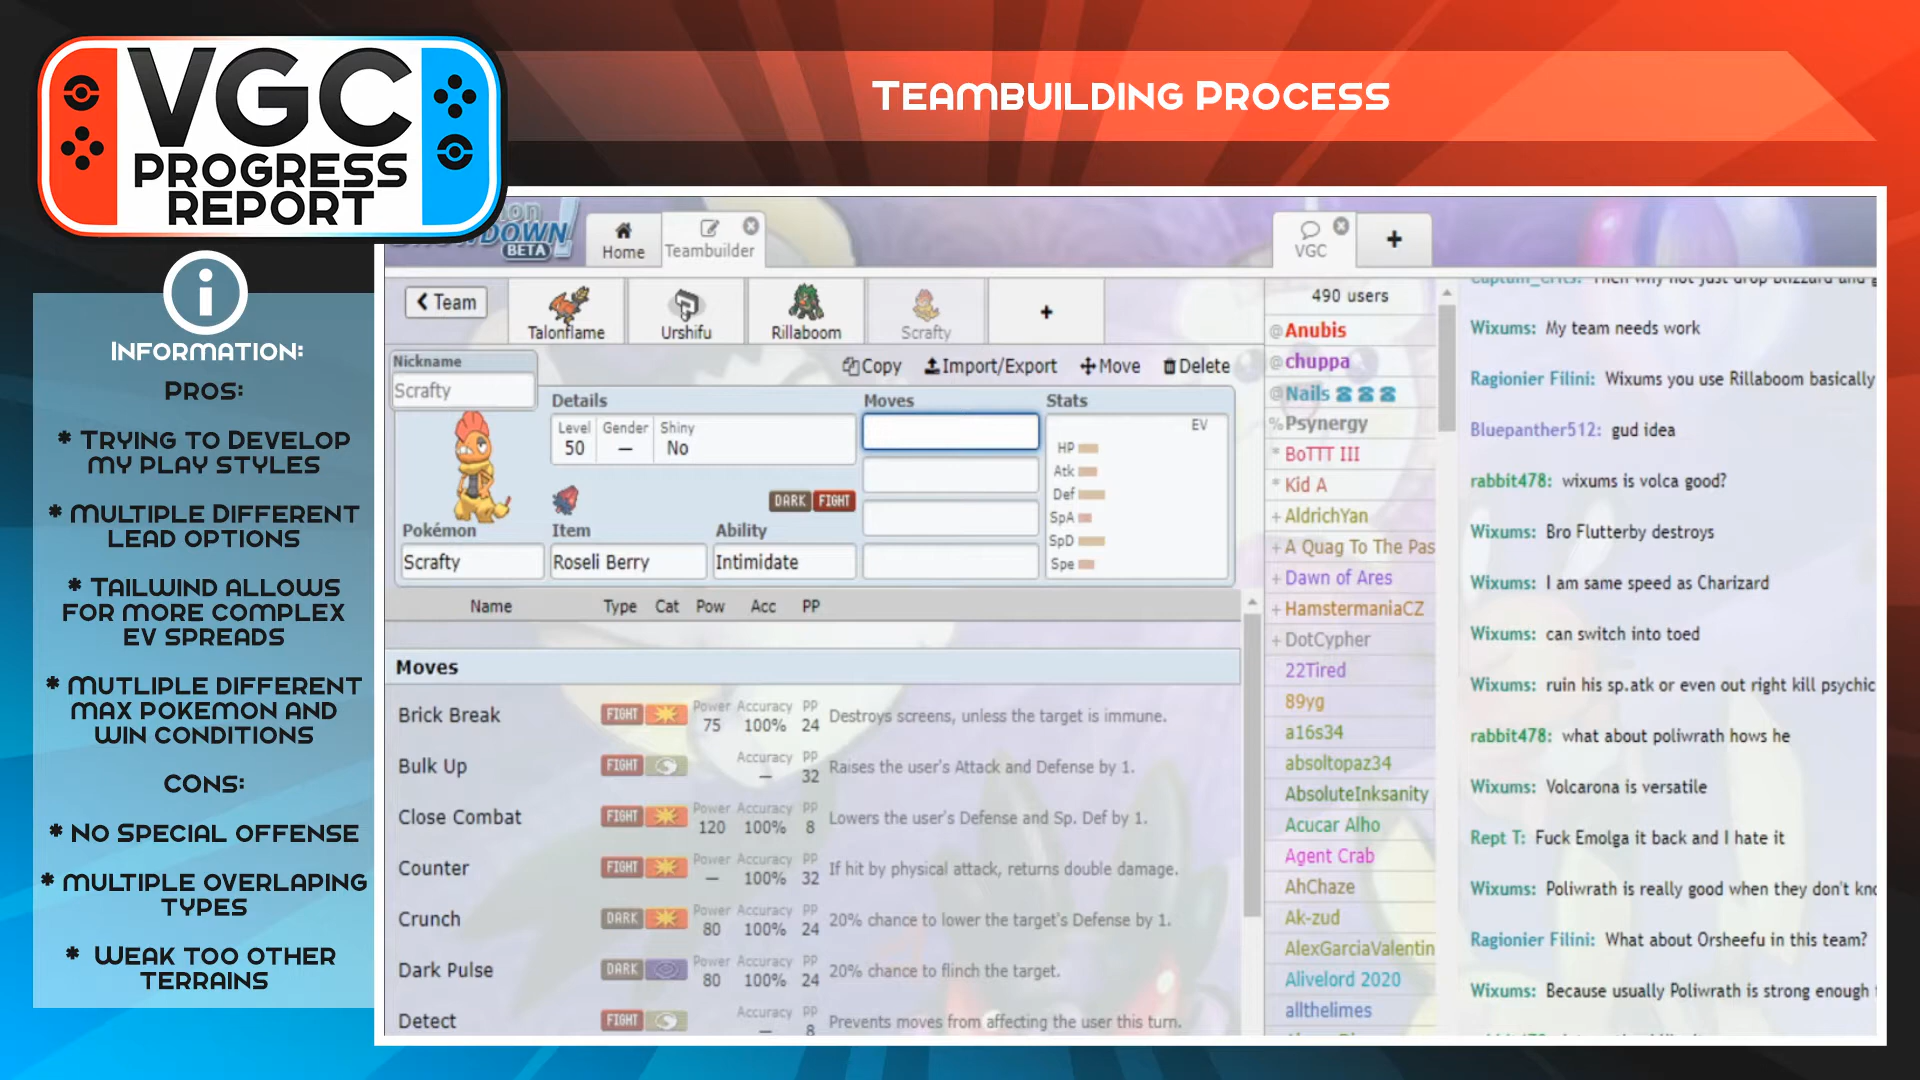 VGC
PROGRESS
REPORT
TEAMBUILDING PROCESS
INFORMATION:
PROS:
* TRYING TO DEVELOP
MY PLAY STYLES
* MULTIPLE DIFFERENT
LEAD OPTIONS
* TAILWIND ALLOWS
FOR MORE COMPLEX
EV SPREADS
* MUTLIPLE DIFFERENT
MAX POKEMON AND
WIN CONDITIONS
CONS:
* NO SPECIAL OFFENSE
* MULTIPLE OVERLAPING
TYPES
* WEAK TOO OTHER
TERRAINS
BETA
Home
Teambuilder
VGC
+
< Team
Talonflame
Urshifu
Rillaboom
Scrafty
+
Copy Import/Export Move Delete
Nickname
Scrafty
Details
Level Gender Shiny
50 — No
DARK FIGHT
Pokémon Item Ability
Scrafty Roseli Berry Intimidate
Moves
Stats
EV
HP
Atk
Def
SpA
SpD
Spe
Name Type Cat Pow Acc PP
Moves
Brick Break FIGHT Power 75 Accuracy 100% PP 24 Destroys screens, unless the target is immune.
Bulk Up FIGHT Accuracy — PP 32 Raises the user's Attack and Defense by 1.
Close Combat FIGHT Power 120 Accuracy 100% PP 8 Lowers the user's Defense and Sp. Def by 1.
Counter FIGHT Power — Accuracy 100% PP 32 If hit by physical attack, returns double damage.
Crunch DARK Power 80 Accuracy 100% PP 24 20% chance to lower the target's Defense by 1.
Dark Pulse DARK Power 80 Accuracy 100% PP 24 20% chance to flinch the target.
Detect FIGHT Accuracy — PP 8 Prevents moves from affecting the user this turn.
490 users
@Anubis
@chuppa
@Nails
%Psynergy
*BoTTT III
*Kid A
+AldrichYan
+A Quag To The Pas
+Dawn of Ares
+HamstermaniaCZ
+DotCypher
22Tired
89yg
a16s34
absoltopaz34
AbsoluteInksanity
Acucar Alho
Agent Crab
AhChaze
Ak-zud
AlexGarciaValentin
Alivelord 2020
allthelimes
Captain_Crits: Then why not just drop blizzard and g
Wixums: My team needs work
Ragionier Filini: Wixums you use Rillaboom basically
Bluepanther512: gud idea
rabbit478: wixums is volca good?
Wixums: Bro Flutterby destroys
Wixums: I am same speed as Charizard
Wixums: can switch into toed
Wixums: ruin his sp.atk or even out right kill psychic
rabbit478: what about poliwrath hows he
Wixums: Volcarona is versatile
Rept T: Fuck Emolga it back and I hate it
Wixums: Poliwrath is really good when they don't kno
Ragionier Filini: What about Orsheefu in this team?
Wixums: Because usually Poliwrath is strong enough